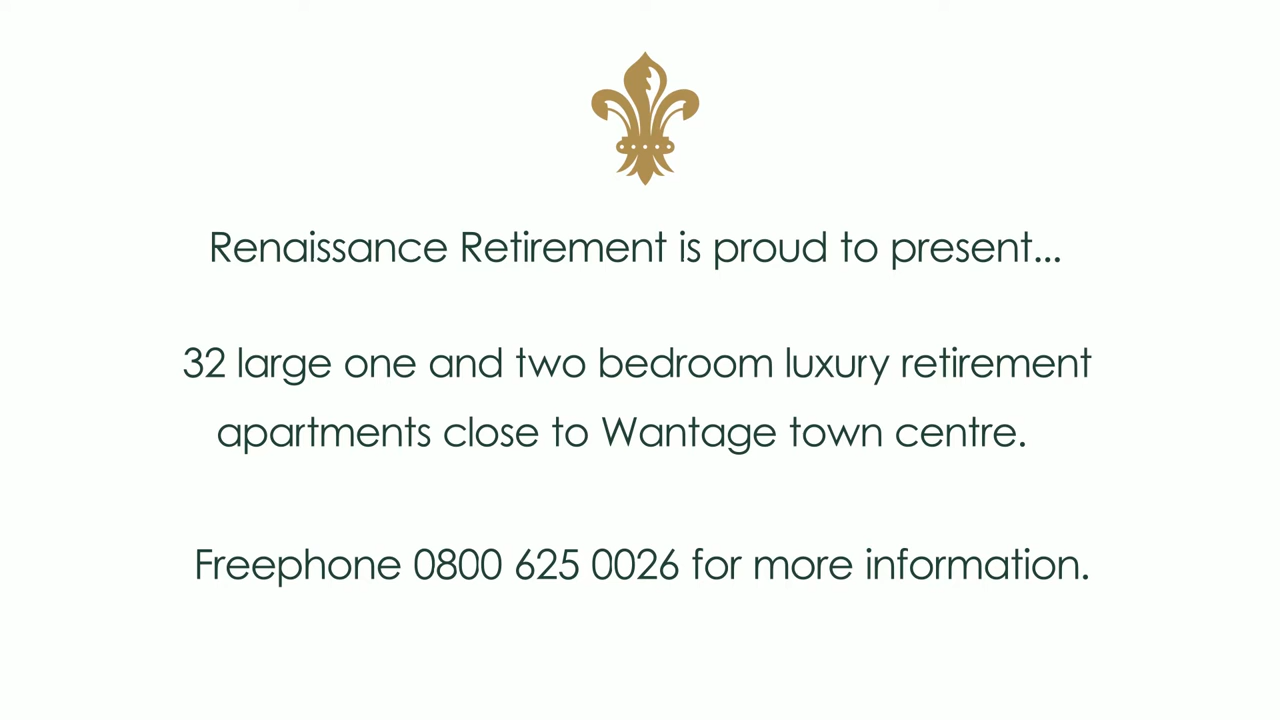 Renaissance Retirement is proud to present...
32 large one and two bedroom luxury retirement
apartments close to Wantage town centre.
Freephone 0800 625 0026 for more information.